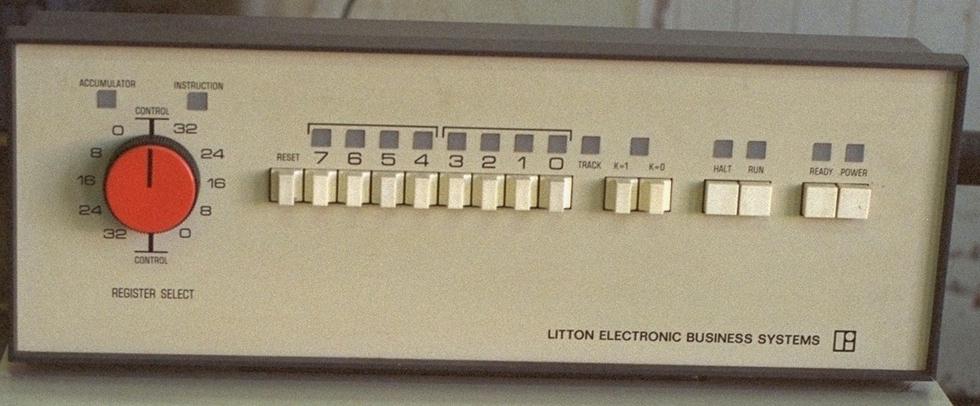 ACCUMULATOR INSTRUCTION
CONTROL
0 32
8 24
16 16
24 8
32 0
CONTROL
REGISTER SELECT
RESET 7 6 5 4 3 2 1 0 TRACK K=1 K=0 HALT RUN READY POWER
LITTON ELECTRONIC BUSINESS SYSTEMS